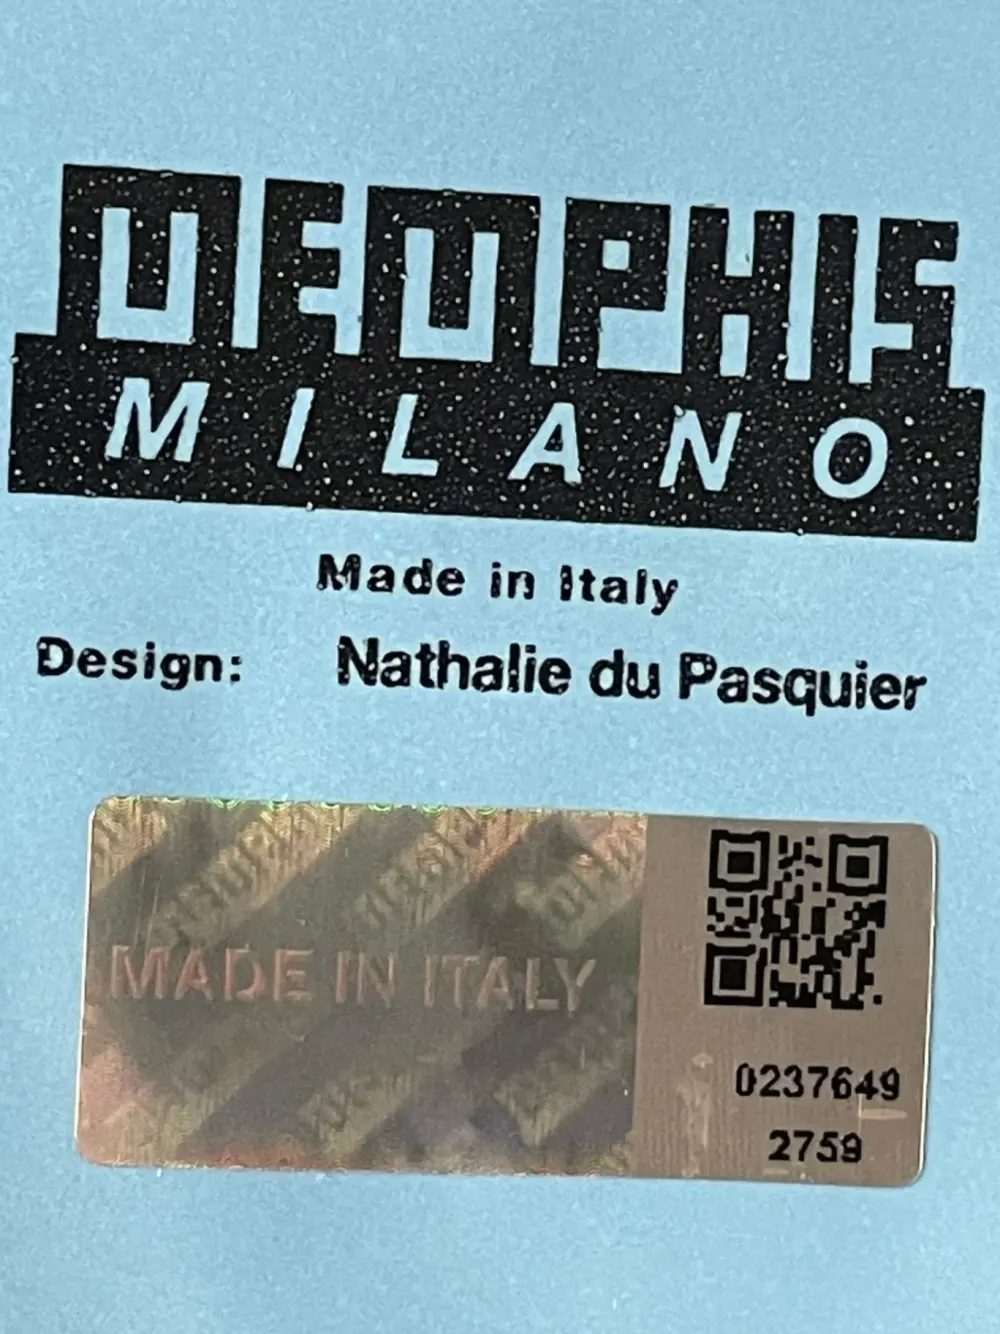 MEMPHIS
MILANO
Made in Italy
Design: Nathalie du Pasquier
MADE IN ITALY
0237649
2759